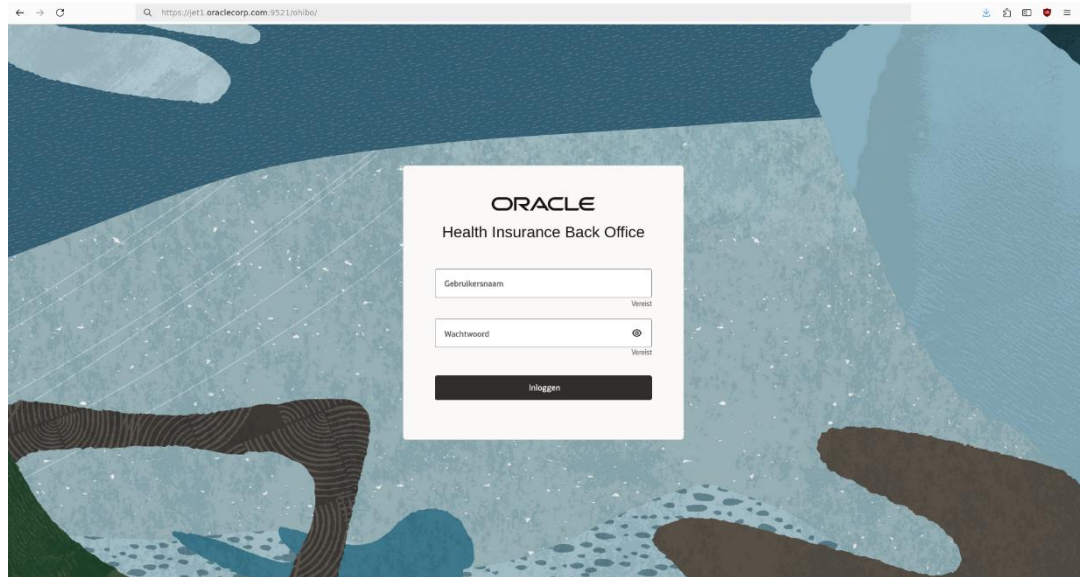 https://jet1.oraclecorp.com:9521/ohibo/
ORACLE
Health Insurance Back Office
Gebruikersnaam
Vereist
Wachtwoord
Vereist
Inloggen